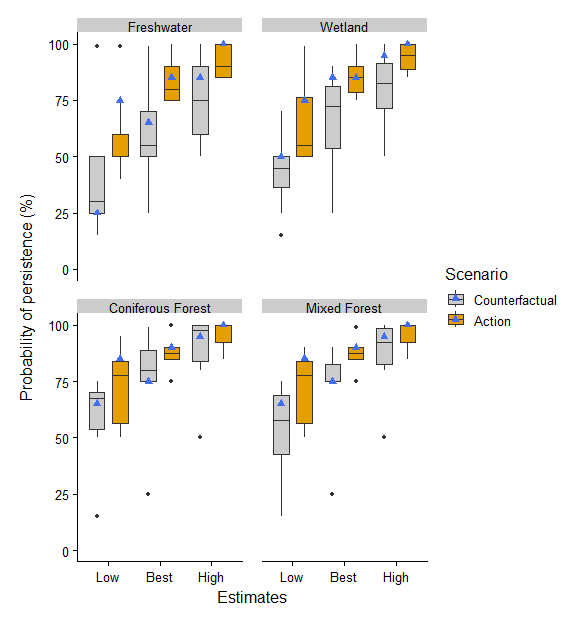 Freshwater
Wetland
100
75
50
25
0
Coniferous Forest
Mixed Forest
100
75
50
25
0
Low
Best
High
Low
Best
High
Estimates
Probability of persistence (%)
Scenario
Counterfactual
Action